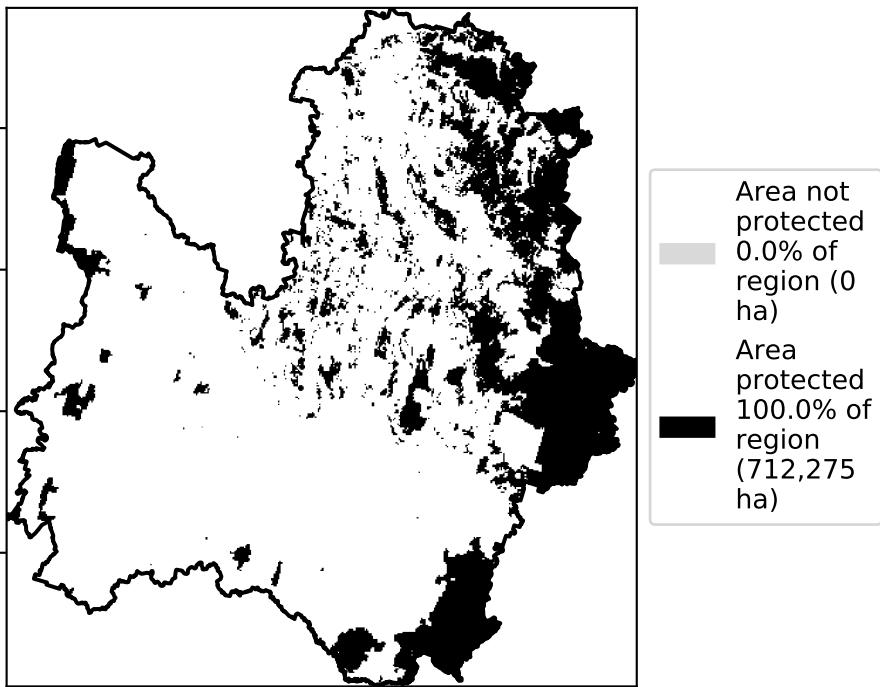 Area not
protected
0.0% of
region (0
ha)
Area
protected
100.0% of
region
(712,275
ha)